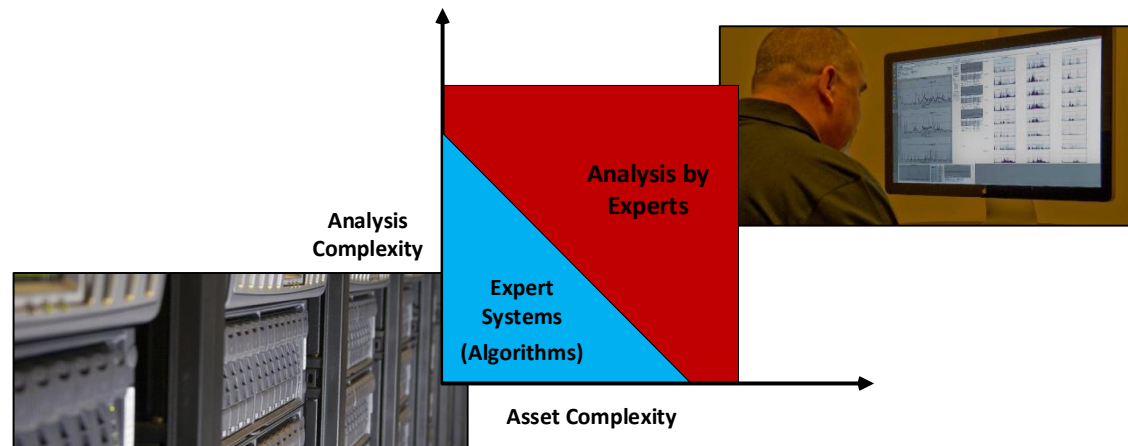 Analysis by
Experts
Analysis
Complexity
Expert
Systems
(Algorithms)
Asset Complexity